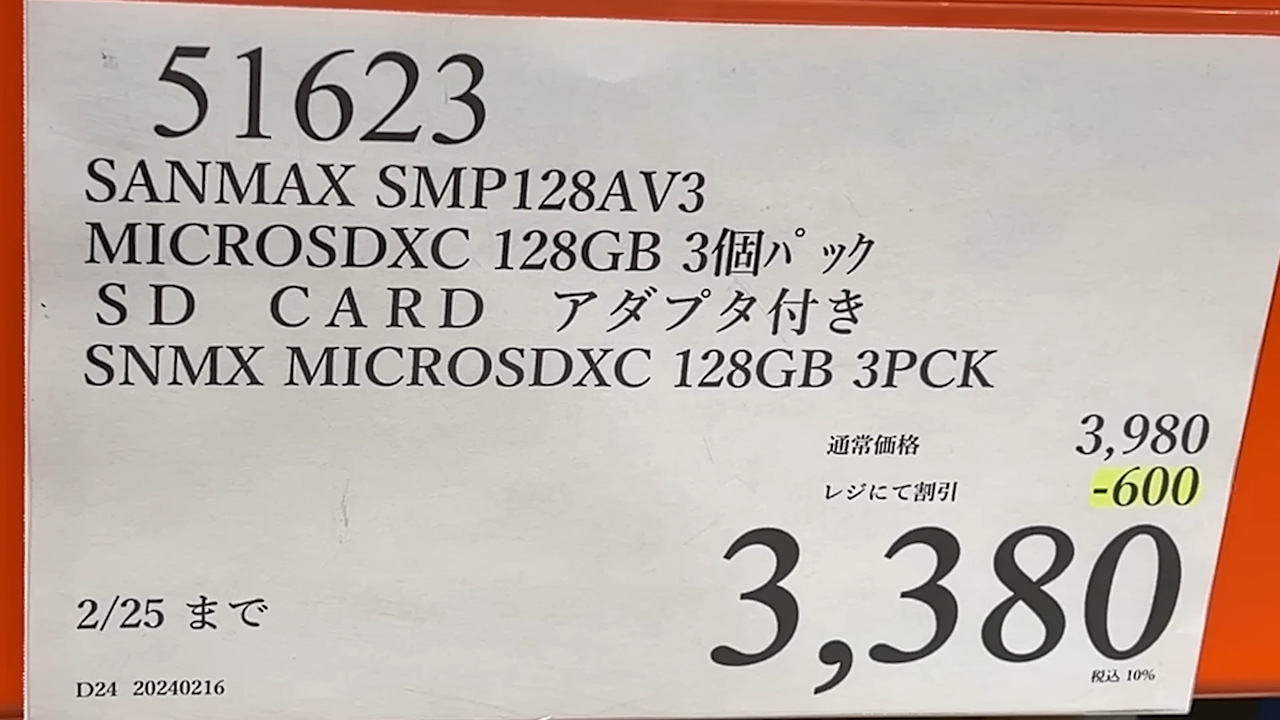 51623
SANMAX SMP128AV3
MICROSDXC 128GB 3個ﾊﾟｯｸ
ＳＤ　ＣＡＲＤ　アダプタ付き
SNMX MICROSDXC 128GB 3PCK
通常価格 3,980
レジにて割引 -600
3,380
2/25 まで
税込 10%
D24 20240216